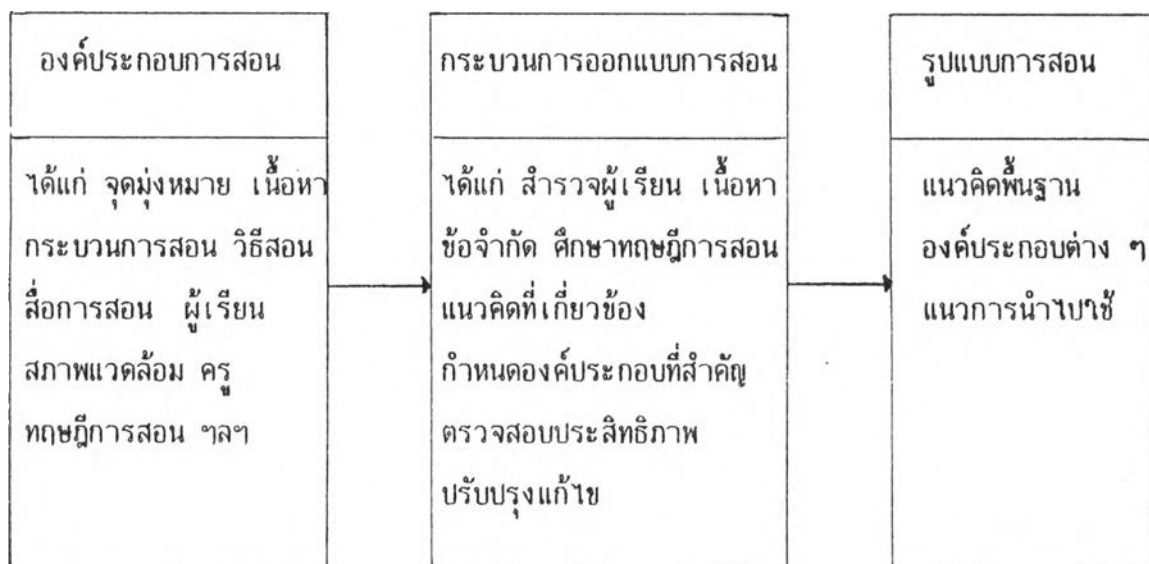 องค์ประกอบการสอน
ได้แก่ จุดมุ่งหมาย เนื้อหา
กระบวนการสอน วิธีสอน
สื่อการสอน ผู้เรียน
สภาพแวดล้อม ครู
ทฤษฎีการสอน ฯลฯ
กระบวนการออกแบบการสอน
ได้แก่ สำรวจผู้เรียน เนื้อหา
ข้อจำกัด ศึกษาทฤษฎีการสอน
แนวคิดที่เกี่ยวข้อง
กำหนดองค์ประกอบที่สำคัญ
ตรวจสอบประสิทธิภาพ
ปรับปรุงแก้ไข
รูปแบบการสอน
แนวคิดพื้นฐาน
องค์ประกอบต่าง ๆ
แนวการนำไปใช้